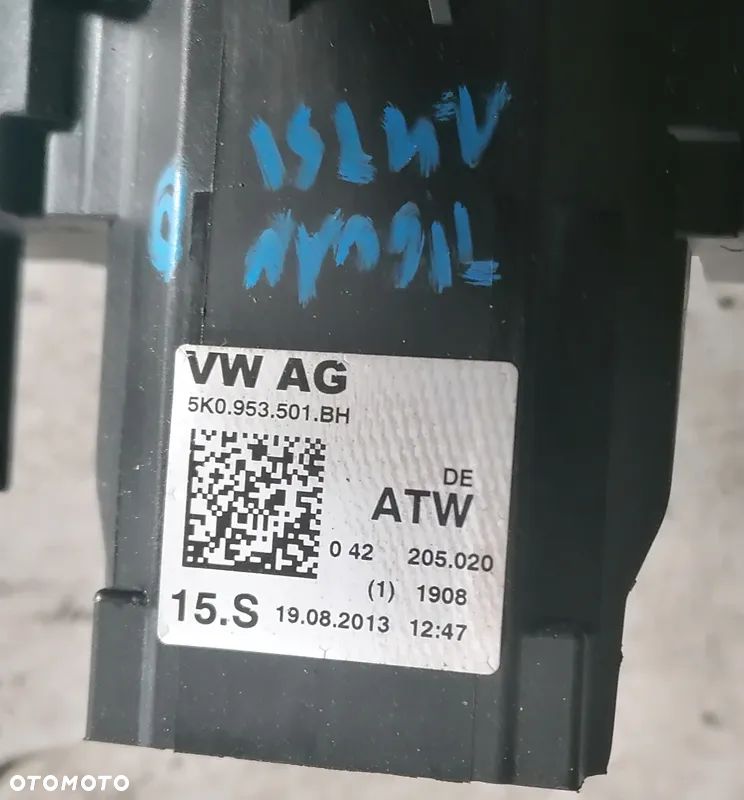 TIGUAN
VW AG
5K0.953.501.BH
DE
ATW
0 42 205.020
(1) 1908
15.S 19.08.2013 12:47
OTOMOTO